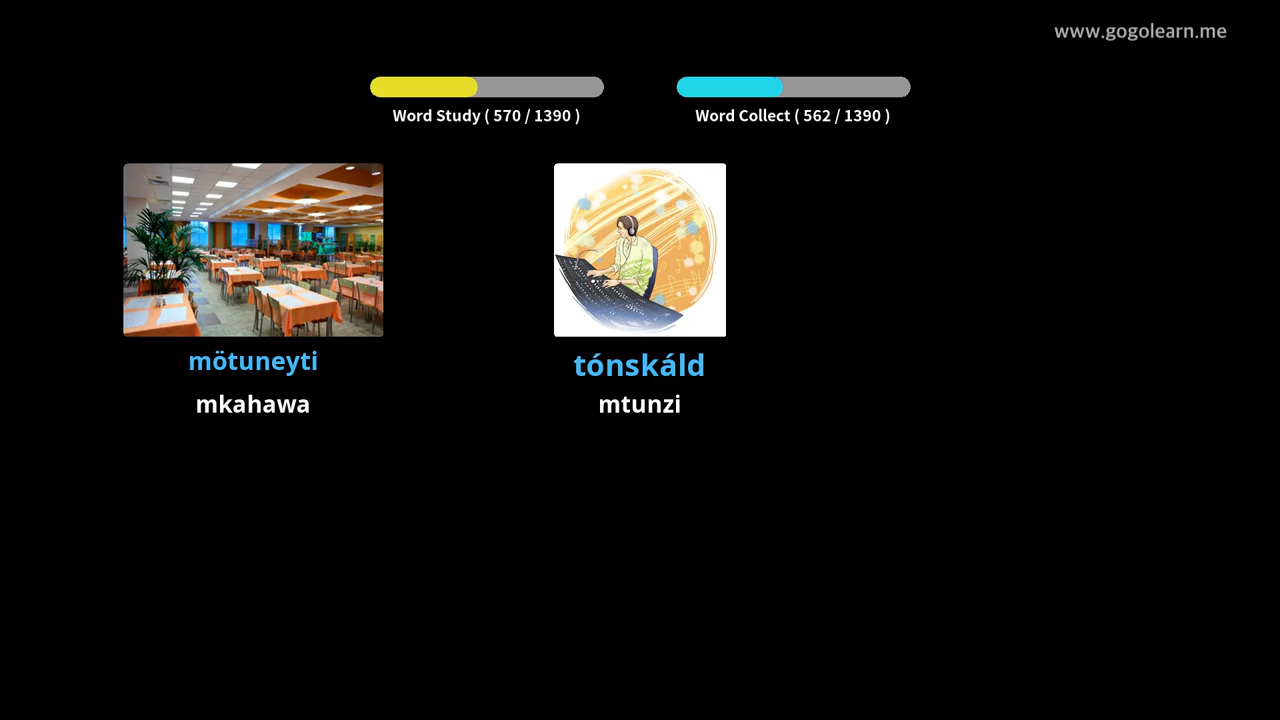 www.gogolearn.me
Word Study ( 570 / 1390 )
Word Collect ( 562 / 1390 )
mötuneyti
mkahawa
tónskáld
mtunzi